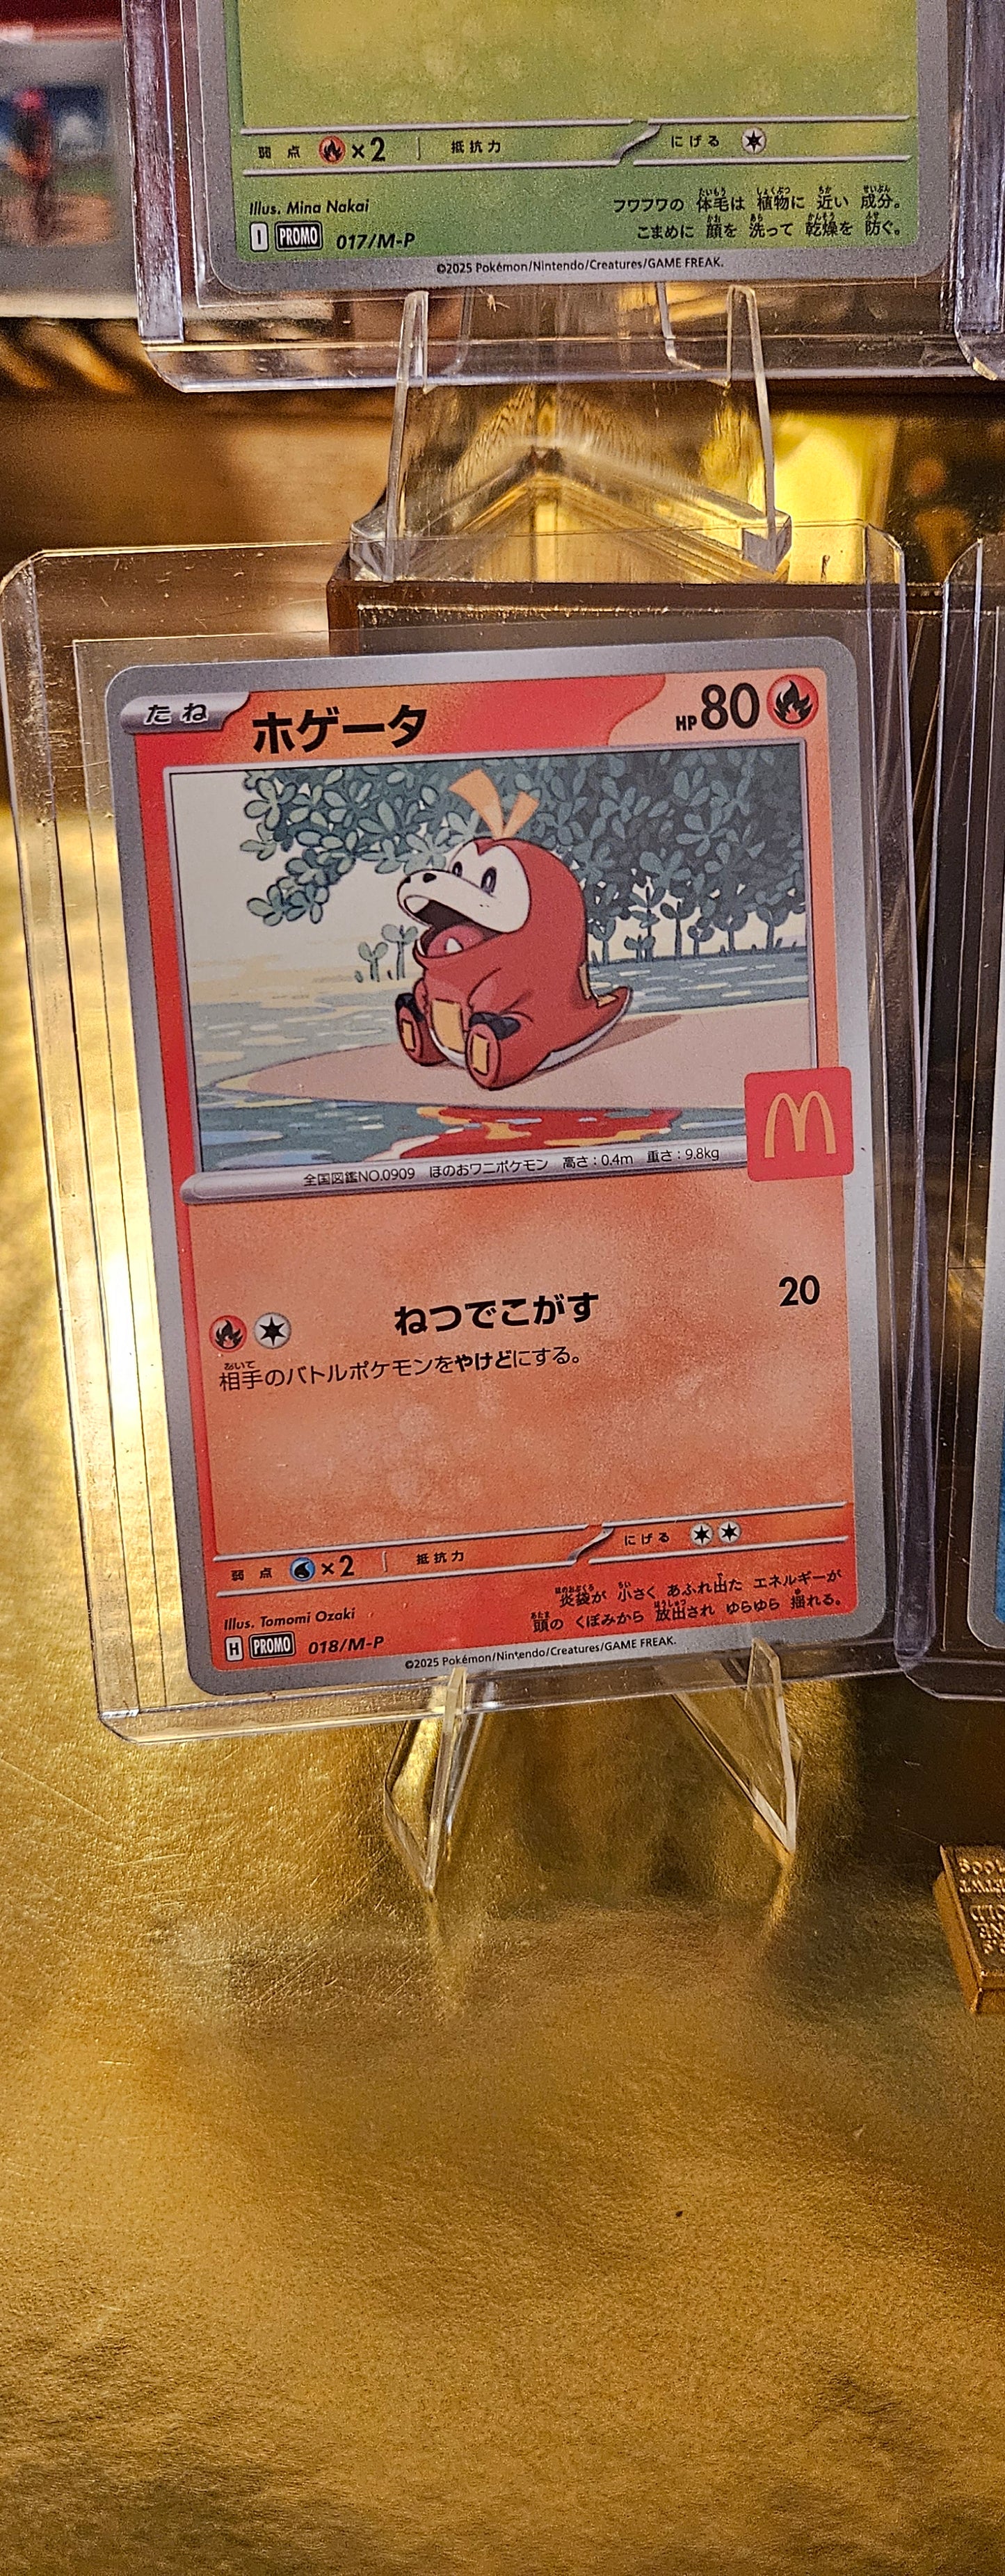 弱点 ×2 抵抗力 にげる
Illus. Mina Nakai
フワフワの 体毛は 植物に 近い 成分。
こまめに 顔を 洗って 乾燥を 防ぐ。
I PROMO 017/M-P
©2025 Pokémon/Nintendo/Creatures/GAME FREAK.
たね ホゲータ HP 80
全国図鑑NO.0909 ほのおワニポケモン 高さ:0.4m 重さ:9.8kg
M
ねつでこがす 20
相手のバトルポケモンをやけどにする。
弱点 ×2 抵抗力 にげる
Illus. Tomomi Ozaki
炎袋が 小さく あふれ出た エネルギーが
頭の くぼみから 放出され ゆらゆら 揺れる。
H PROMO 018/M-P
©2025 Pokémon/Nintendo/Creatures/GAME FREAK.